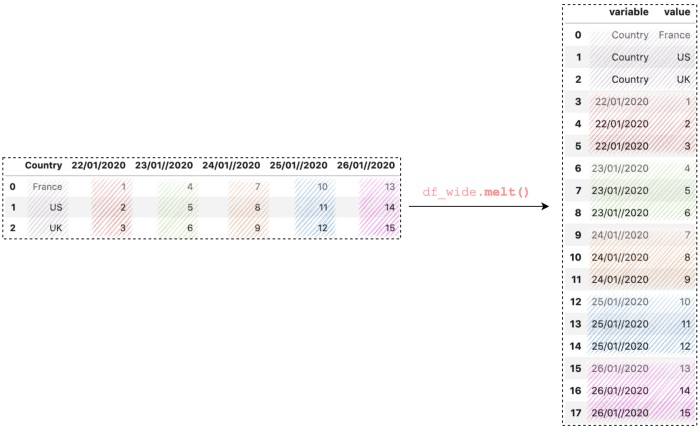 Country 22/01/2020 23/01//2020 24/01//2020 25/01//2020 26/01//2020
0 France 1 4 7 10 13
1 US 2 5 8 11 14
2 UK 3 6 9 12 15
df_wide.melt()
variable value
0 Country France
1 Country US
2 Country UK
3 22/01/2020 1
4 22/01/2020 2
5 22/01/2020 3
6 23/01//2020 4
7 23/01//2020 5
8 23/01//2020 6
9 24/01//2020 7
10 24/01//2020 8
11 24/01//2020 9
12 25/01//2020 10
13 25/01//2020 11
14 25/01//2020 12
15 26/01//2020 13
16 26/01//2020 14
17 26/01//2020 15